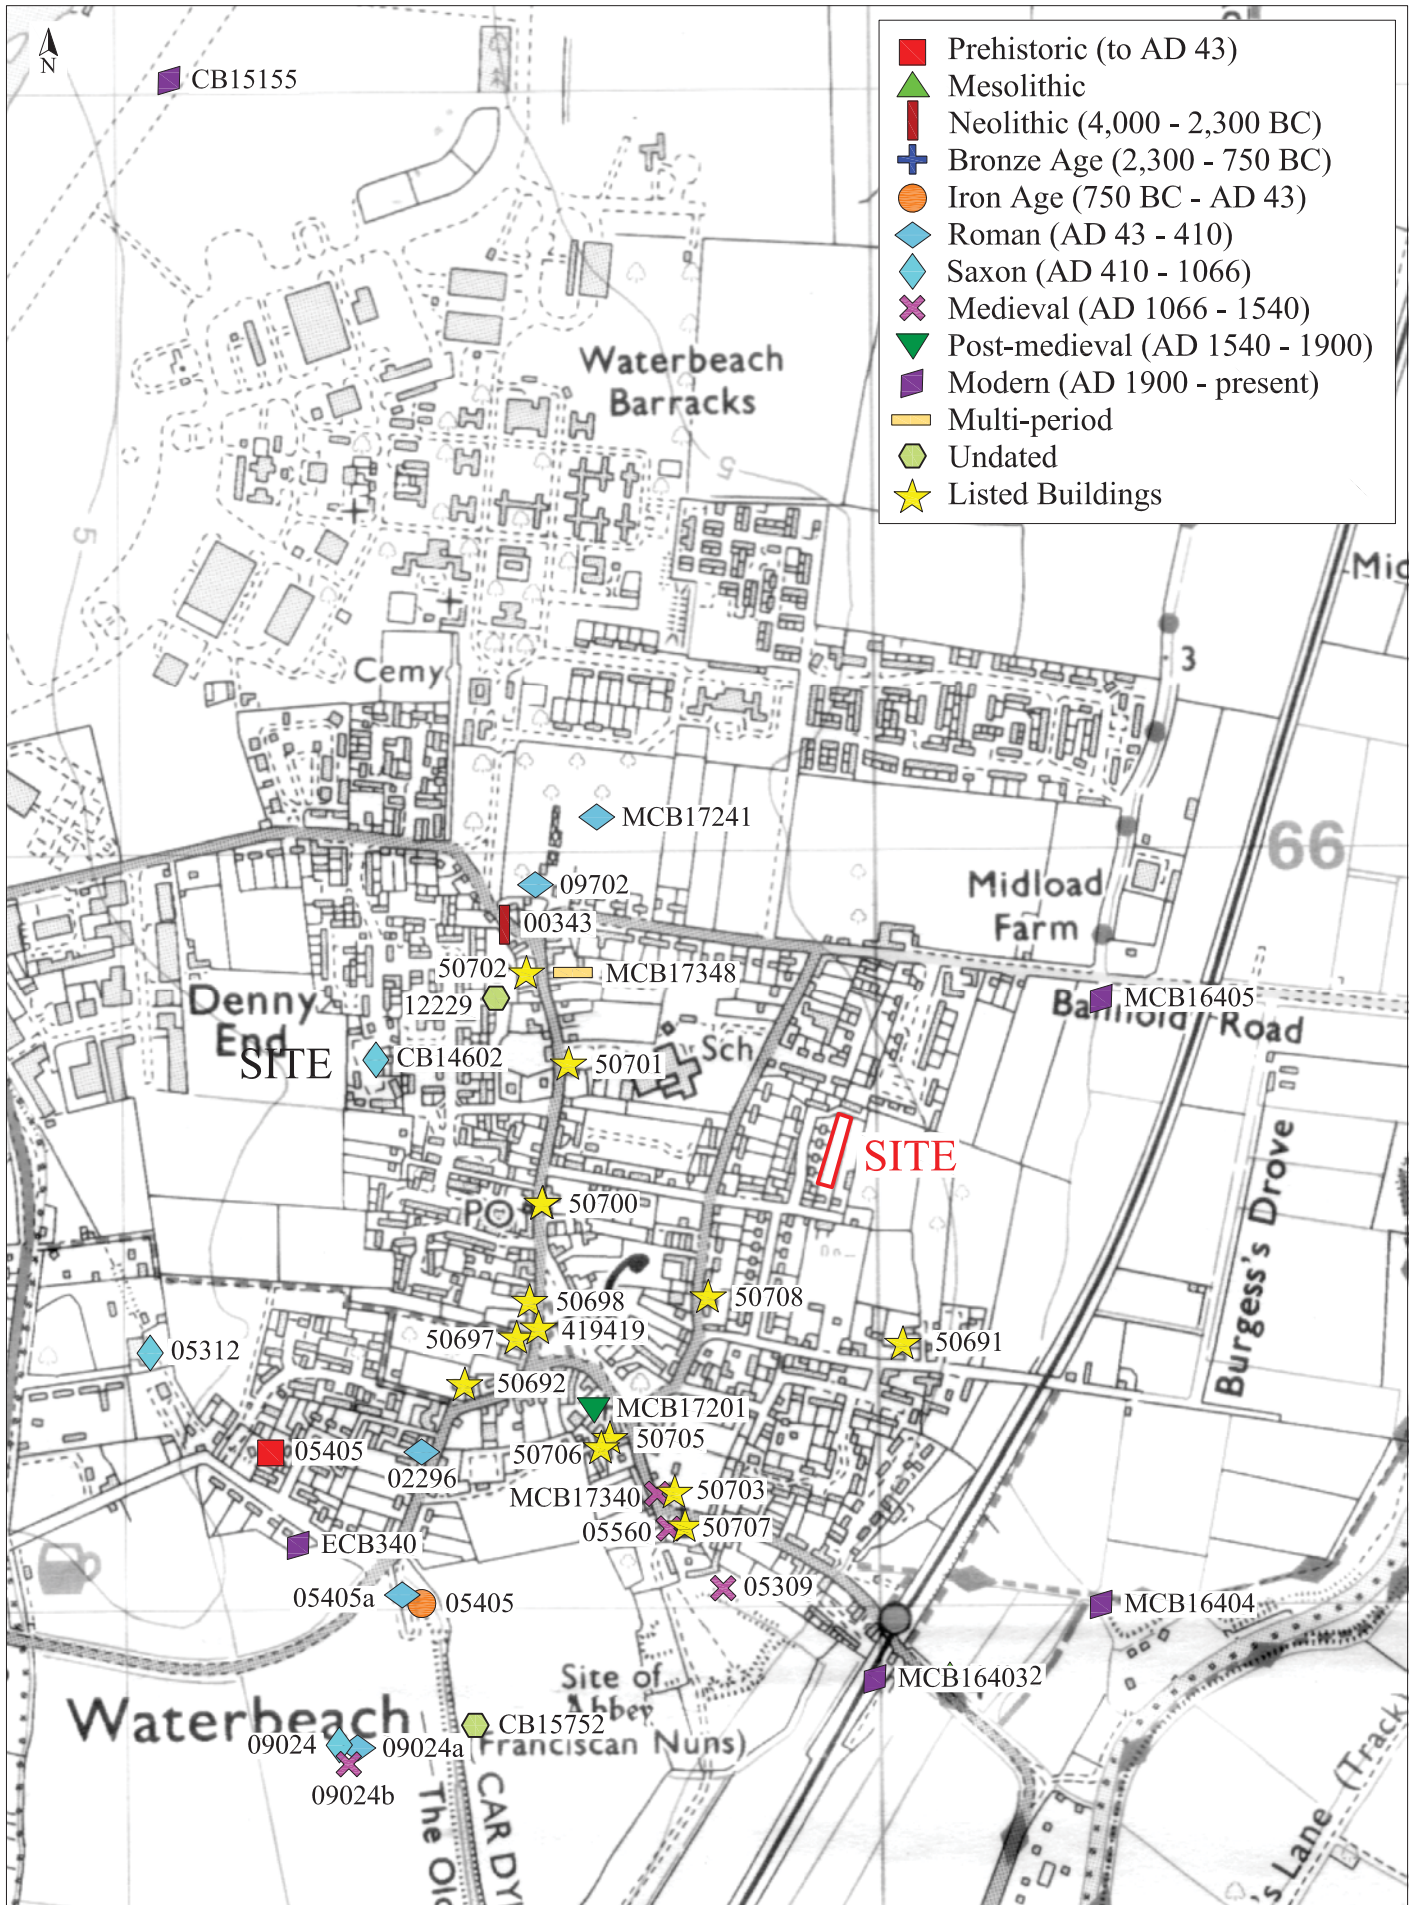 N
CB15155
Prehistoric (to AD 43)
Mesolithic
Neolithic (4,000 - 2,300 BC)
Bronze Age (2,300 - 750 BC)
Iron Age (750 BC - AD 43)
Roman (AD 43 - 410)
Saxon (AD 410 - 1066)
Medieval (AD 1066 - 1540)
Post-medieval (AD 1540 - 1900)
Modern (AD 1900 - present)
Multi-period
Undated
Listed Buildings
Waterbeach
Barracks
5
5
Mid
Cemy
3
MCB17241
66
09702
Midload
Farm
00343
50702
MCB17348
12229
MCB16405
Denny
End
Road
SITE
CB14602
50701
Sch
SITE
Burgess's Drove
50700
PO
50698
50708
419419
50697
50691
05312
50692
MCB17201
50705
05405
50706
02296
50703
MCB17340
05560
50707
ECB340
05309
05405a
05405
MCB16404
Site of
Abbey
(Franciscan Nuns)
MCB164032
Waterbeach
CB15752
09024
09024a
09024b
The Old
CAR DY
's Lane (Track